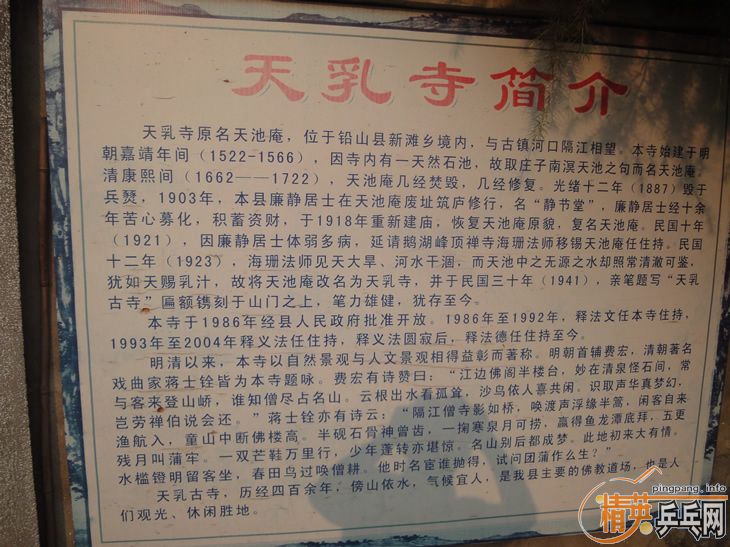 天乳寺简介
天乳寺原名天池庵，位于铅山县新滩乡境内，与古镇河口隔江相望。本寺始建于明
朝嘉靖年间（1522-1566），因寺内有一天然石池，故取庄子南溟天池之句而名天池庵。
清康熙间（1662——1722），天池庵几经焚毁，几经修复。光绪十二年（1887）毁于
兵燹，1903年，本县廉静居士在天池庵废址筑庐修行，名“静节堂”，廉静居士经十余
年苦心募化，积蓄资财，于1918年重新建庙，恢复天池庵原貌，复名天池庵。民国十年
（1921），因廉静居士体弱多病，延请鹅湖峰顶禅寺海珊法师移锡天池庵任住持。民国
十二年（1923），海珊法师见天大旱、河水干涸，而天池中之无源之水却照常清澈可鉴，
犹如天赐乳汁，故将天池庵改名为天乳寺，并于民国三十年（1941），亲笔题写“天乳
古寺”匾额镌刻于山门之上，笔力雄健，犹存至今。
本寺于1986年经县人民政府批准开放。1986年至1992年，释法文任本寺住持，
1993年至2004年释义法任住持，释义法圆寂后，释法德任住持至今。
明清以来，本寺以自然景观与人文景观相得益彰而著称。明朝首辅费宏，清朝著名
戏曲家蒋士铨皆为本寺题咏。费宏有诗赞曰：“江边佛阁半楼台，妙在清泉怪石间，常
与客来登山峤，谁知僧尽占名山。云根出水看孤耸，沙鸟依人喜共闲。识取声华真梦幻，
岂劳禅伯说会还。”蒋士铨亦有诗云：“隔江僧寺影如桥，唤渡声浮缘半篙，闲客自来
渔航入，童山中断佛楼高。半砚石骨神曾齿，一掬寒泉月可捞，赢得鱼龙潭底拜，五更
残月叫蒲牢。一双芒鞋万里行，少年蓬转亦堪惊。名山别后都成梦。此地初来大有情。
水槛镫明留客坐，春田鸟过唤僧耕。他时名宦谁抛得，试问团蒲作么生？”
天乳古寺，历经四百余年，傍山依水，气候宜人，是我县主要的佛教道场，也是人
们观光、休闲胜地。
pingpang.info
精英乒乓网